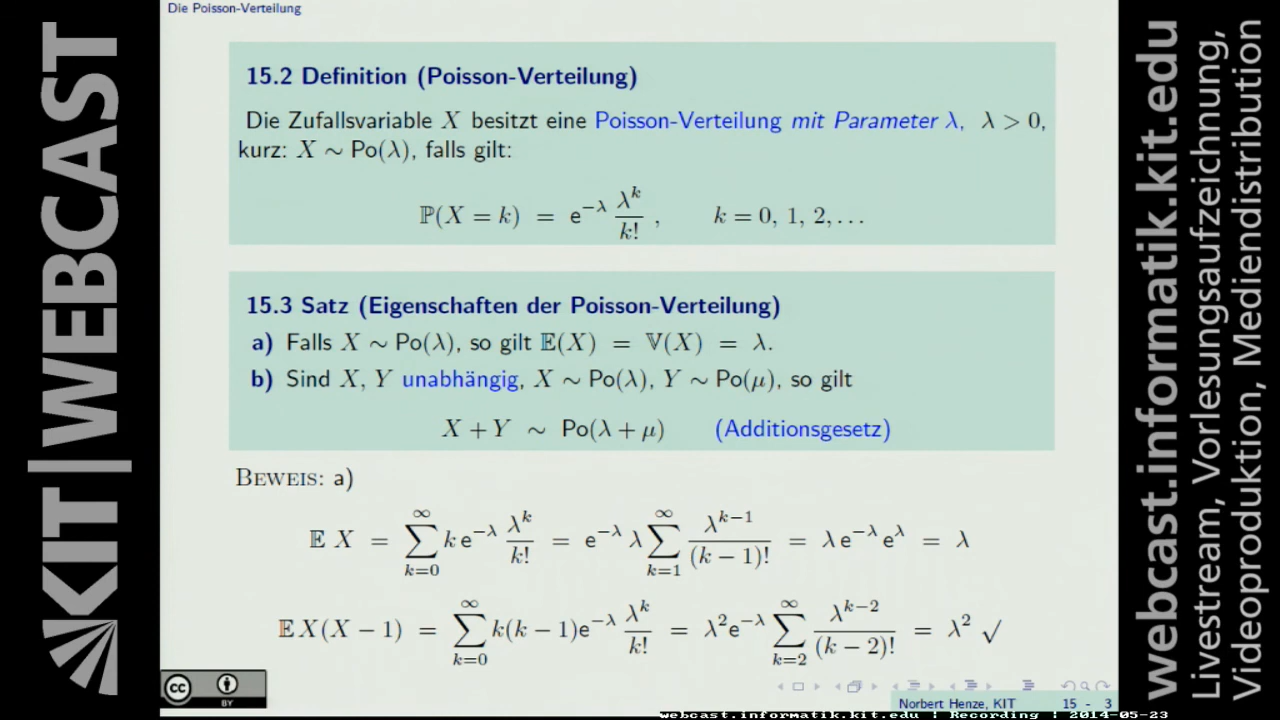 Die Poisson-Verteilung
15.2 Definition (Poisson-Verteilung)
Die Zufallsvariable X besitzt eine Poisson-Verteilung mit Parameter λ, λ > 0,
kurz: X ∼ Po(λ), falls gilt:
ℙ(X = k) = e^{−λ} λ^k / k! , k = 0, 1, 2, . . .
15.3 Satz (Eigenschaften der Poisson-Verteilung)
a) Falls X ∼ Po(λ), so gilt 𝔼(X) = 𝕍(X) = λ.
b) Sind X, Y unabhängig, X ∼ Po(λ), Y ∼ Po(μ), so gilt
X + Y ∼ Po(λ + μ) (Additionsgesetz)
BEWEIS: a)
𝔼 X = ∑_{k=0}^{∞} k e^{−λ} λ^k / k! = e^{−λ} λ ∑_{k=1}^{∞} λ^{k−1} / (k − 1)! = λ e^{−λ} e^{λ} = λ
𝔼 X(X − 1) = ∑_{k=0}^{∞} k(k − 1)e^{−λ} λ^k / k! = λ^2 e^{−λ} ∑_{k=2}^{∞} λ^{k−2} / (k − 2)! = λ^2 √
cc BY
Norbert Henze, KIT 15 - 3
webcast.informatik.kit.edu | Recording | 2014-05-23
KIT | WEBCAST
webcast.informatik.kit.edu
Livestream, Vorlesungsaufzeichnung,
Videoproduktion, Mediendistribution